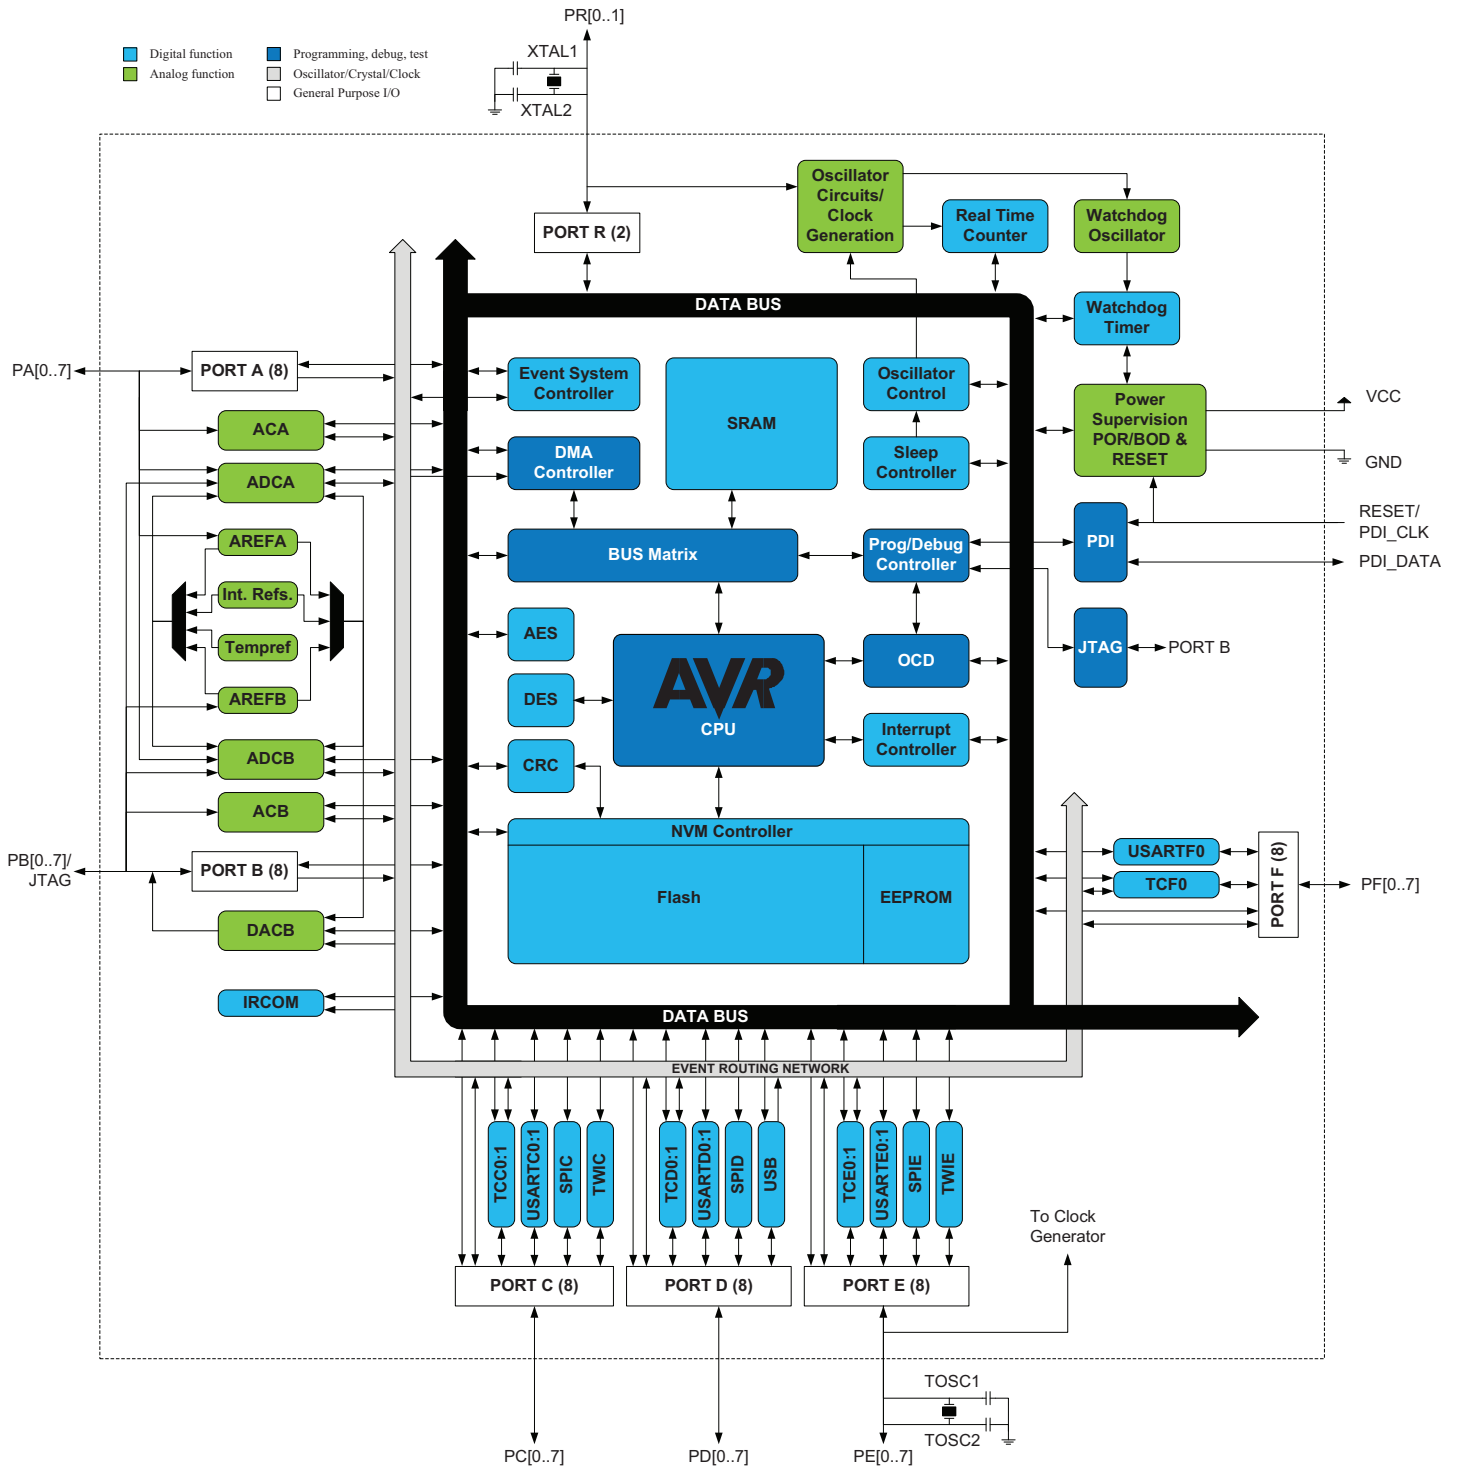 PR[0..1]
Digital function
Analog function
Programming, debug, test
Oscillator/Crystal/Clock
General Purpose I/O
XTAL1
XTAL2
PORT R (2)
Oscillator
Circuits/
Clock
Generation
Real Time
Counter
Watchdog
Oscillator
DATA BUS
Watchdog
Timer
PA[0..7]
PORT A (8)
Event System
Controller
SRAM
Oscillator
Control
Power
Supervision
POR/BOD &
RESET
VCC
GND
ACA
DMA
Controller
Sleep
Controller
ADCA
RESET/
PDI_CLK
PDI_DATA
AREFA
BUS Matrix
Prog/Debug
Controller
PDI
Int. Refs.
Tempref
AREFB
AES
DES
CRC
AVR
CPU
OCD
JTAG
PORT B
Interrupt
Controller
ADCB
ACB
NVM Controller
Flash
EEPROM
PB[0..7]/
JTAG
PORT B (8)
DACB
IRCOM
USARTF0
TCF0
PORT F (8)
PF[0..7]
DATA BUS
EVENT ROUTING NETWORK
TCC0:1
USARTC0:1
SPIC
TWIC
TCD0:1
USARTD0:1
SPID
USB
TCE0:1
USARTE0:1
SPIE
TWIE
To Clock
Generator
PORT C (8)
PORT D (8)
PORT E (8)
TOSC1
TOSC2
PC[0..7]
PD[0..7]
PE[0..7]